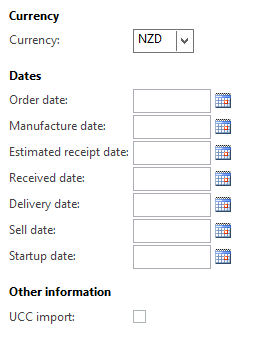 Currency
Currency: NZD
Dates
Order date:
Manufacture date:
Estimated receipt date:
Received date:
Delivery date:
Sell date:
Startup date:
Other information
UCC import: